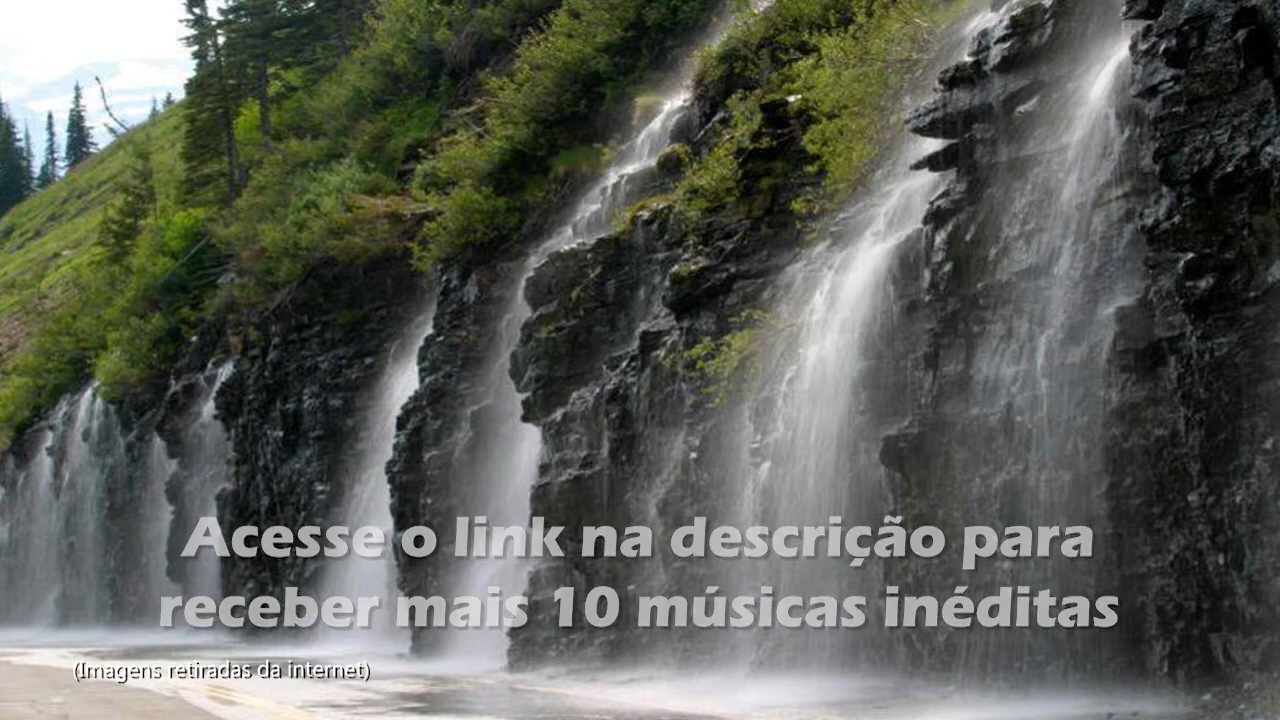 Acesse o link na descrição para
receber mais 10 músicas inéditas
(Imagens retiradas da internet)